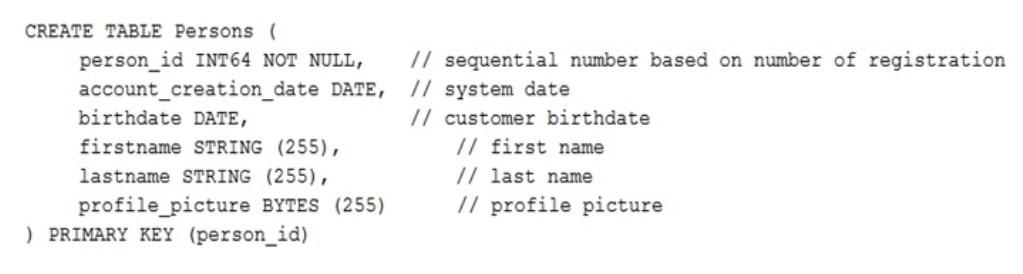 CREATE TABLE Persons (
person_id INT64 NOT NULL, // sequential number based on number of registration
account_creation_date DATE, // system date
birthdate DATE, // customer birthdate
firstname STRING (255), // first name
lastname STRING (255), // last name
profile_picture BYTES (255) // profile picture
) PRIMARY KEY (person_id)